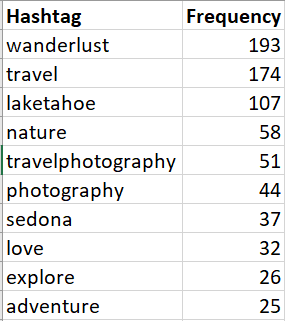 Hashtag Frequency
wanderlust 193
travel 174
laketahoe 107
nature 58
travelphotography 51
photography 44
sedona 37
love 32
explore 26
adventure 25